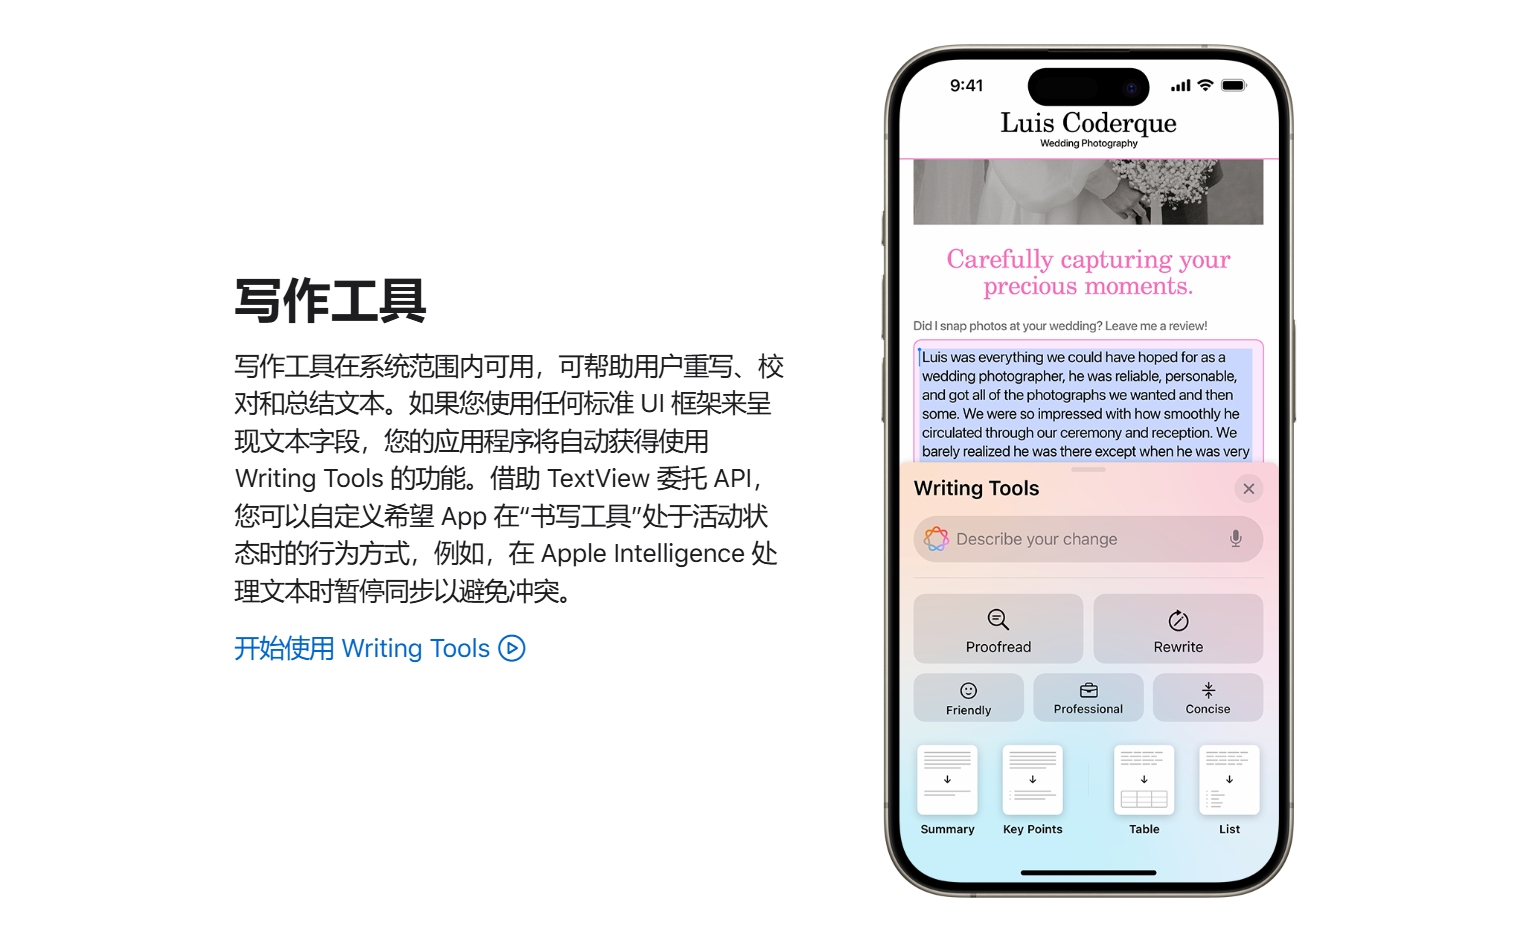 写作工具
写作工具在系统范围内可用，可帮助用户重写、校
对和总结文本。如果您使用任何标准 UI 框架来呈
现文本字段，您的应用程序将自动获得使用
Writing Tools 的功能。借助 TextView 委托 API，
您可以自定义希望 App 在“书写工具”处于活动状
态时的行为方式，例如，在 Apple Intelligence 处
理文本时暂停同步以避免冲突。
开始使用 Writing Tools
9:41
Luis Coderque
Wedding Photography
Carefully capturing your
precious moments.
Did I snap photos at your wedding? Leave me a review!
Luis was everything we could have hoped for as a
wedding photographer, he was reliable, personable,
and got all of the photographs we wanted and then
some. We were so impressed with how smoothly he
circulated through our ceremony and reception. We
barely realized he was there except when he was very
Writing Tools
Describe your change
Proofread
Rewrite
Friendly
Professional
Concise
Summary
Key Points
Table
List